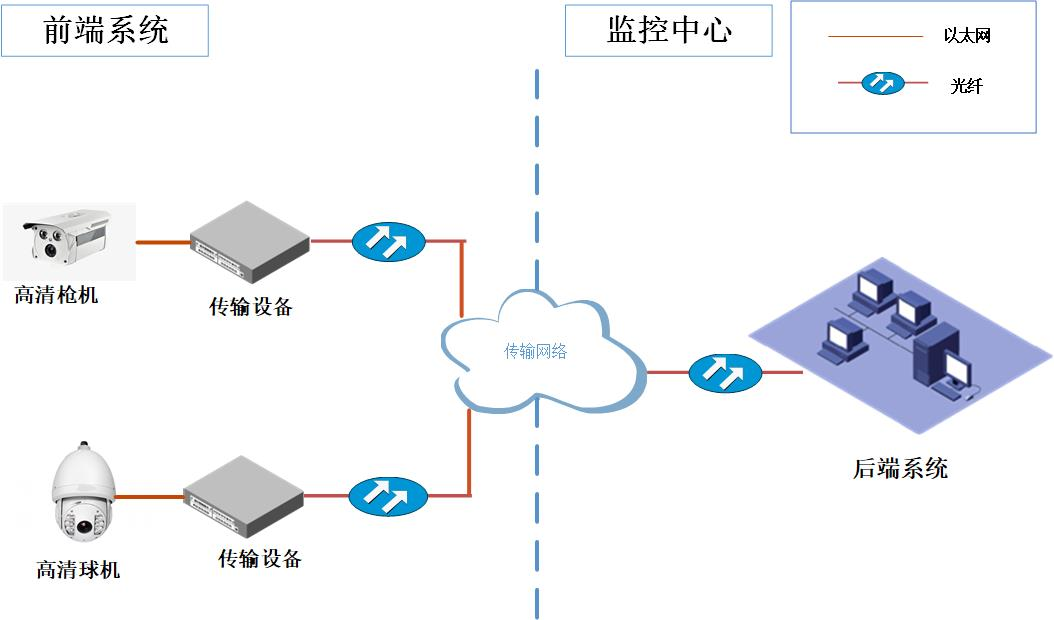 前端系统
监控中心
以太网
光纤
高清枪机
传输设备
传输网络
后端系统
高清球机
传输设备